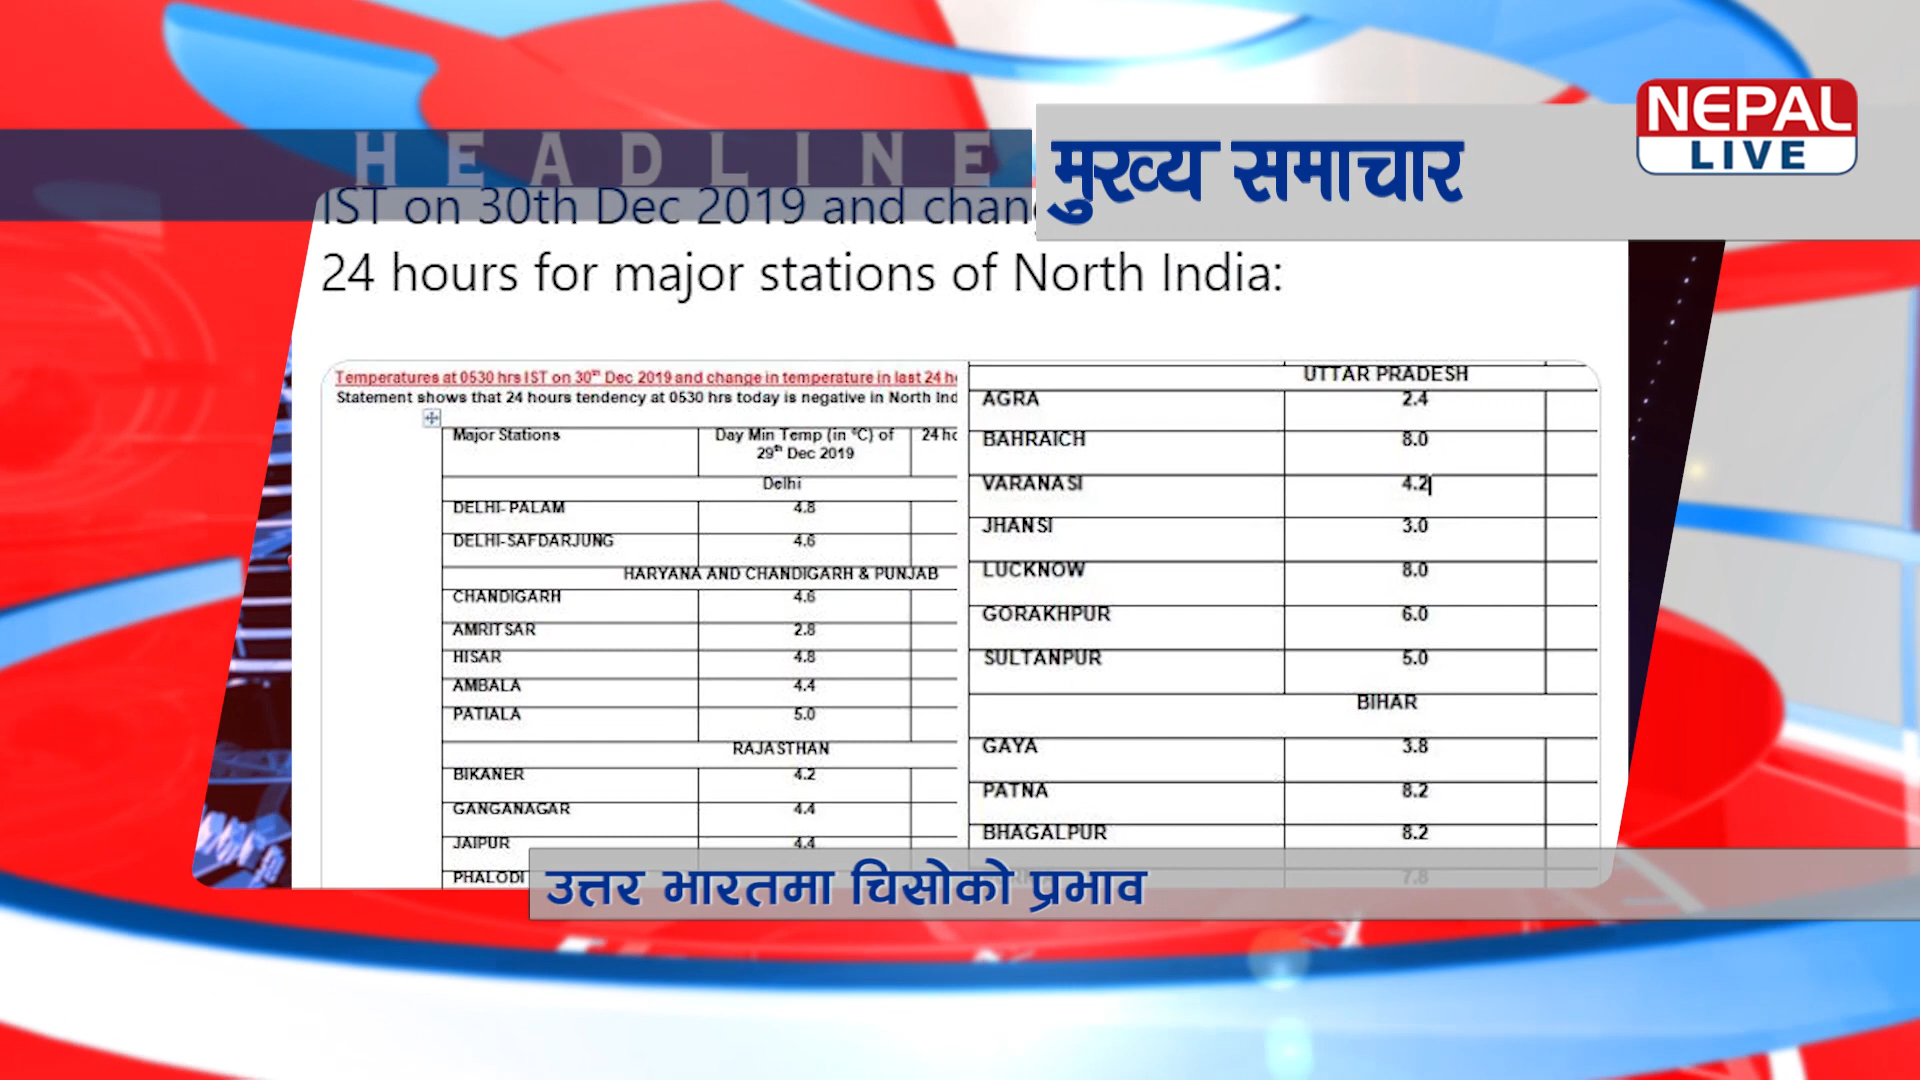 HEADLINE
मुख्य समाचार
NEPAL
LIVE
IST on 30th Dec 2019 and chan
24 hours for major stations of North India:
Temperatures at 0530 hrs IST on 30th Dec 2019 and change in temperature in last 24 h
Statement shows that 24 hours tendency at 0530 hrs today is negative in North Ind
Major Stations Day Min Temp (in °C) of 24 ho
29th Dec 2019
Delhi
DELHI- PALAM 4.8
DELHI-SAFDARJUNG 4.6
HARYANA AND CHANDIGARH & PUNJAB
CHANDIGARH 4.6
AMRITSAR 2.8
HISAR 4.8
AMBALA 4.4
PATIALA 5.0
RAJASTHAN
BIKANER 4.2
GANGANAGAR 4.4
JAIPUR 4.4
PHALODI
UTTAR PRADESH
AGRA 2.4
BAHRAICH 8.0
VARANASI 4.2
JHANSI 3.0
LUCKNOW 8.0
GORAKHPUR 6.0
SULTANPUR 5.0
BIHAR
GAYA 3.8
PATNA 8.2
BHAGALPUR 8.2
7.8
उत्तर भारतमा चिसोको प्रभाव